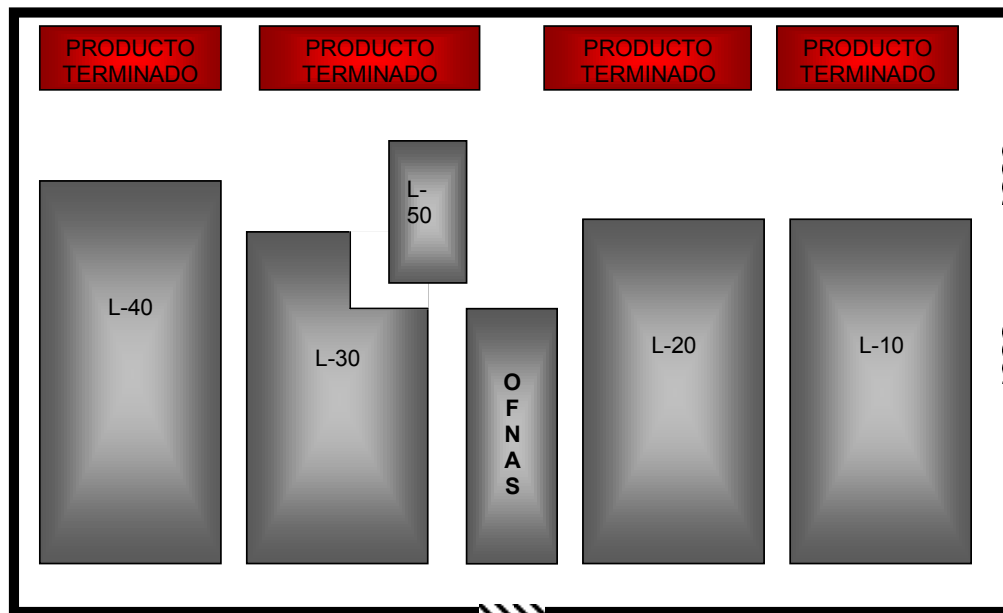 PRODUCTO
TERMINADO
PRODUCTO
TERMINADO
PRODUCTO
TERMINADO
PRODUCTO
TERMINADO
L-
50
L-40
L-30
L-20
L-10
O
F
N
A
S